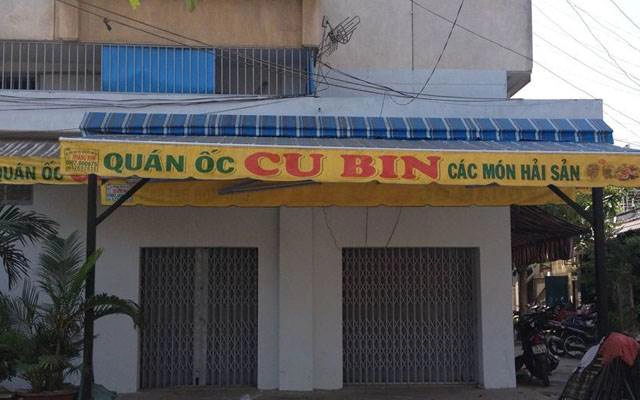 QUÁN ỐC CU BIN CÁC MÓN HẢI SẢN
QUÁN ỐC